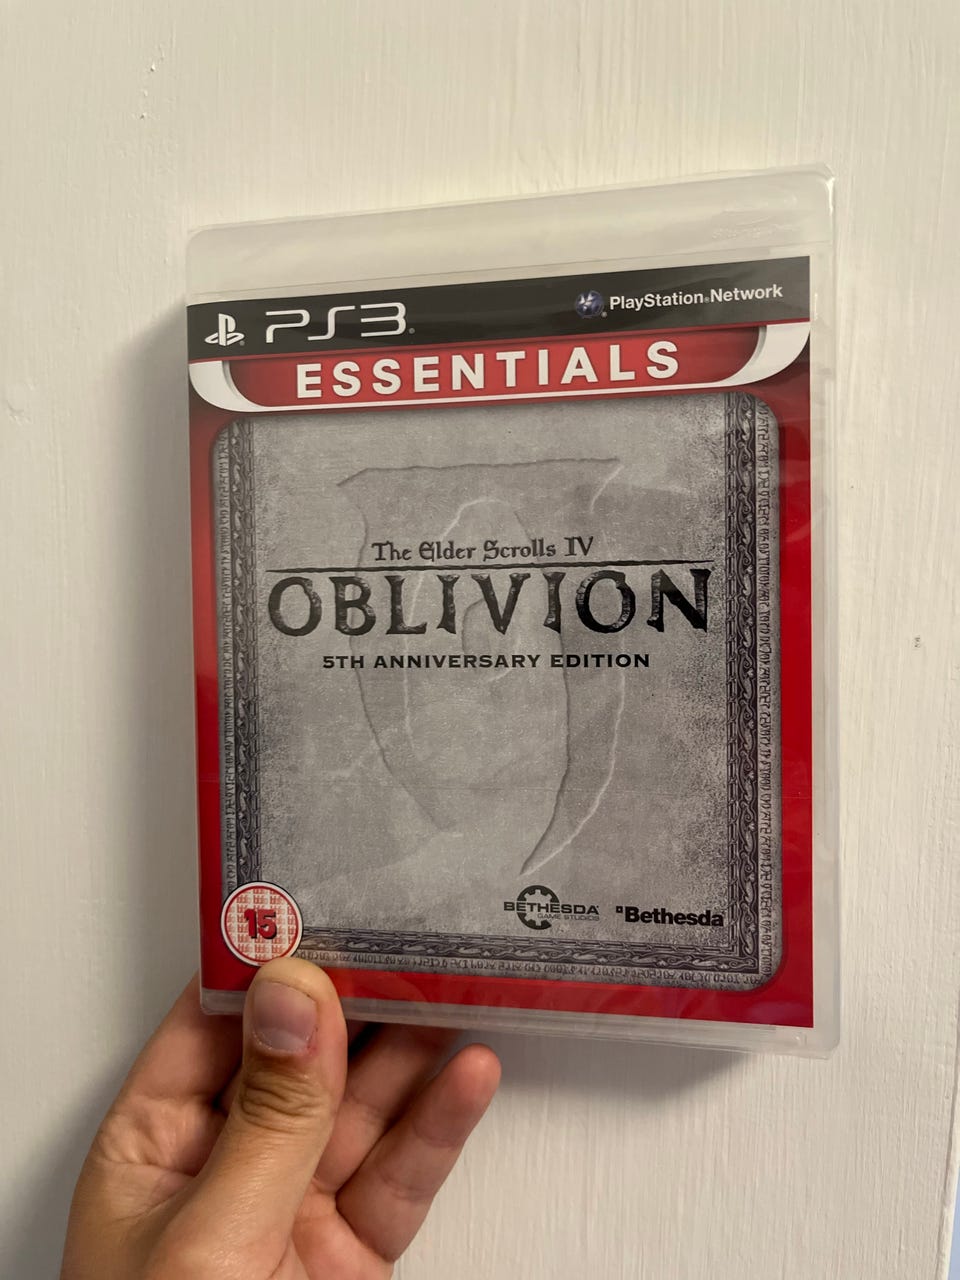 PS3
PlayStation Network
ESSENTIALS
The Elder Scrolls IV
OBLIVION
5TH ANNIVERSARY EDITION
15
BETHESDA
GAME STUDIOS
Bethesda